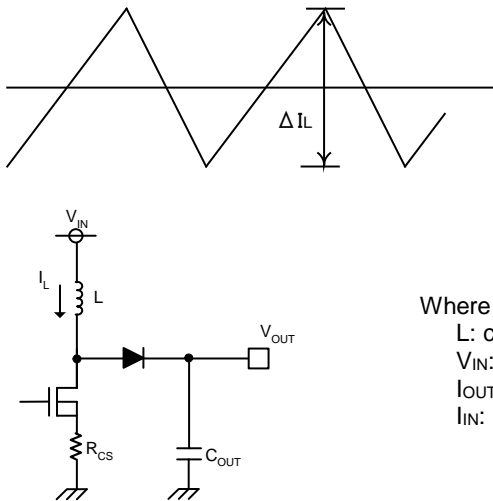 ΔIL
VIN
IL
L
VOUT
RCS
COUT
Where
L: c
VIN:
IOUT
IIN: